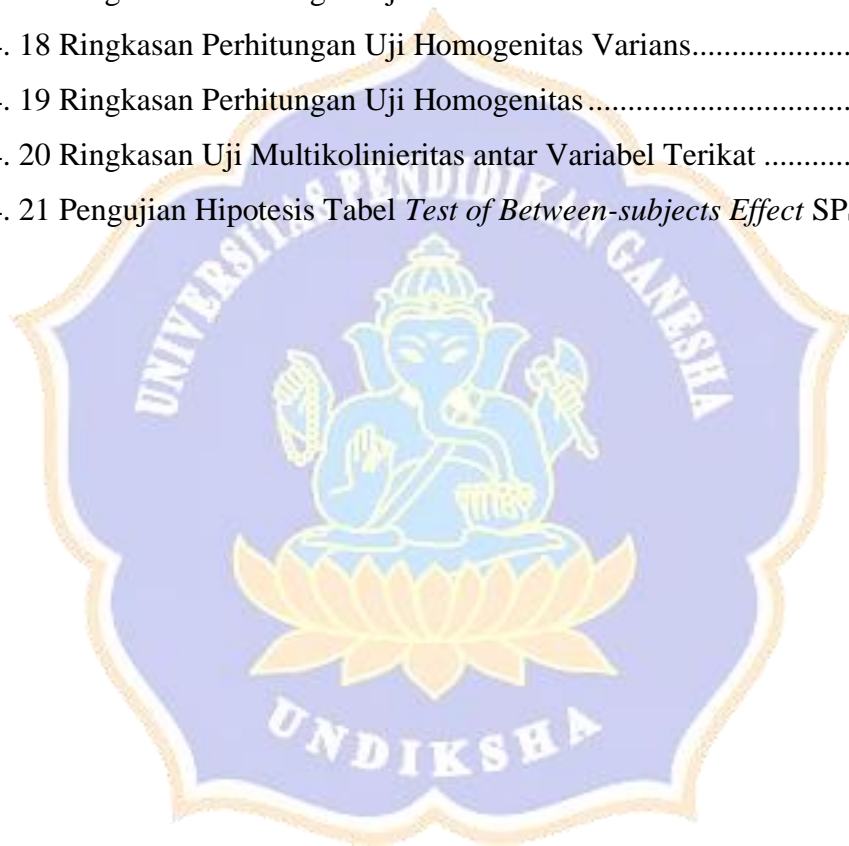 . 18 Ringkasan Perhitungan Uji Homogenitas Varians....................
. 19 Ringkasan Perhitungan Uji Homogenitas.................................
. 20 Ringkasan Uji Multikolinieritas antar Variabel Terikat ...........
. 21 Pengujian Hipotesis Tabel Test of Between-subjects Effect
UNIVERSITAS PENDIDIKAN GANESHA
UNDIKSHA